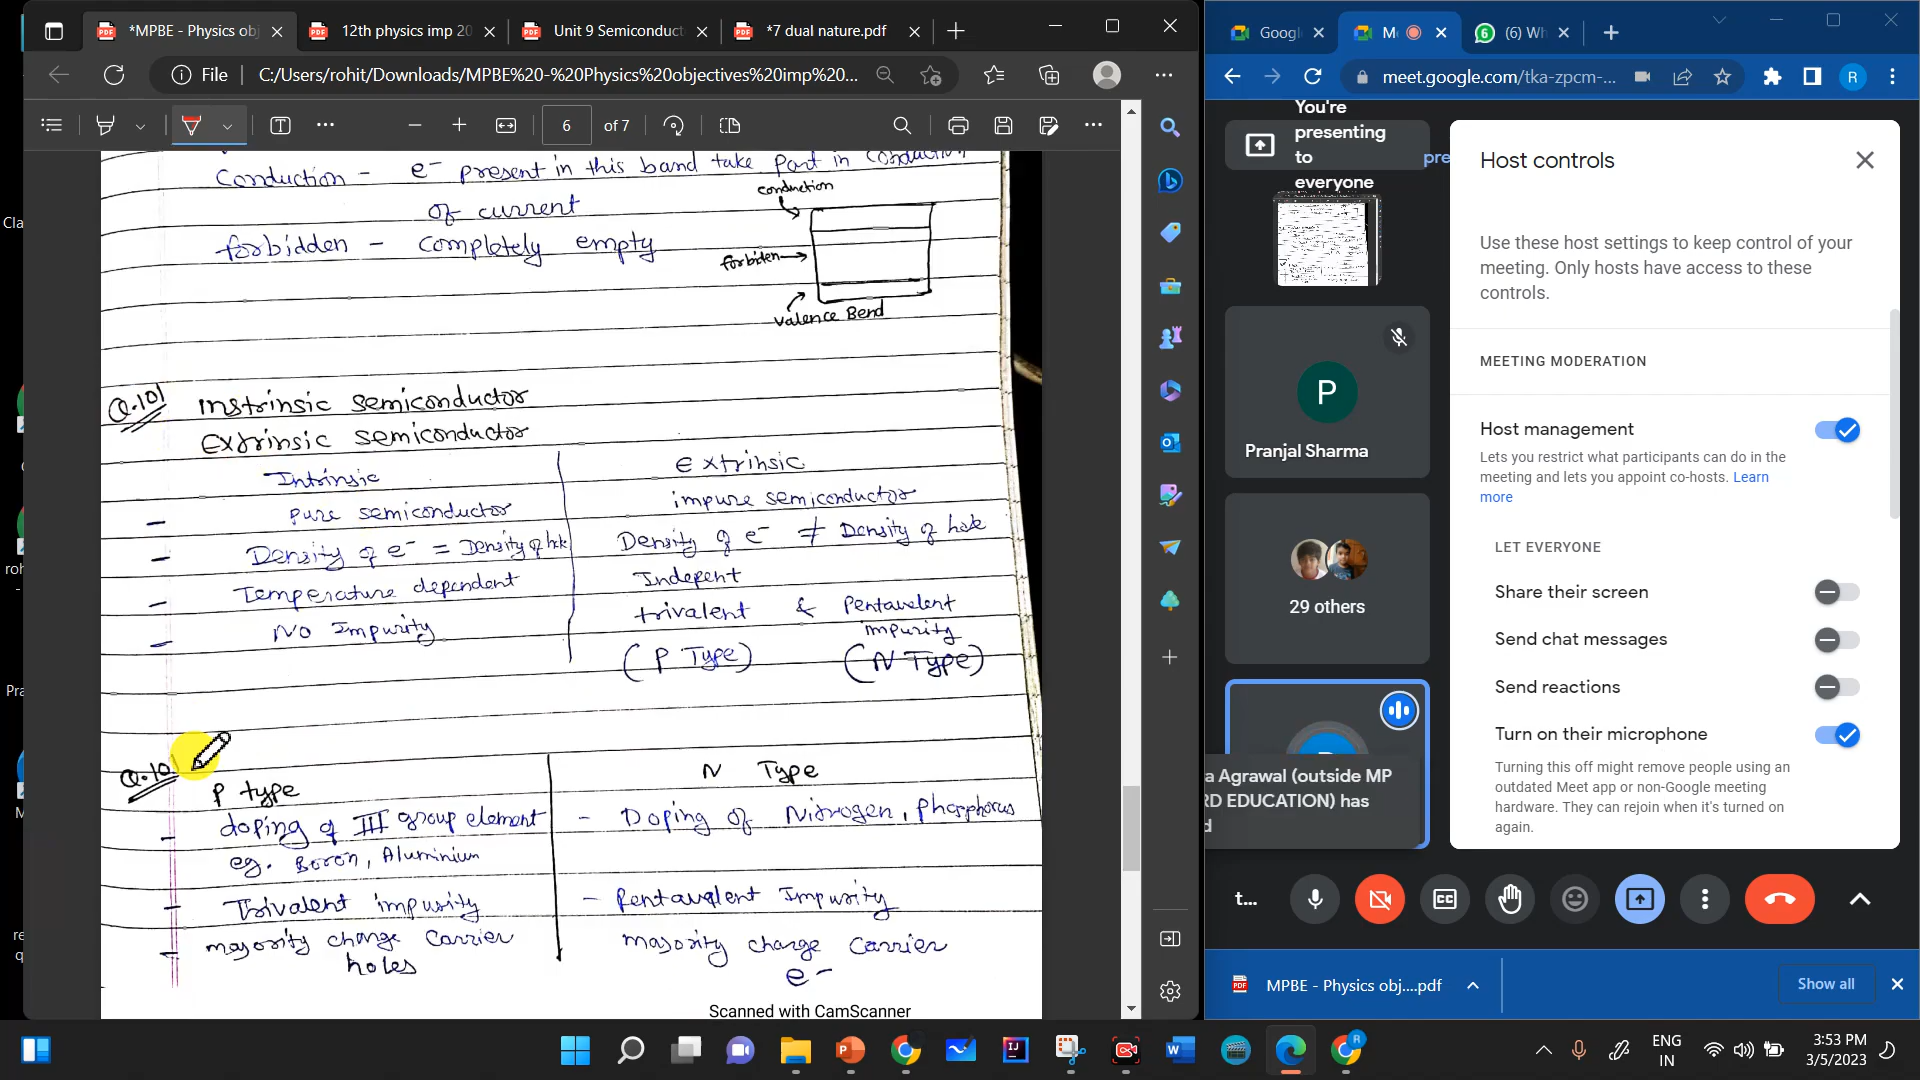 *MPBE - Physics obj
12th physics imp 20
Unit 9 Semiconduct
*7 dual nature.pdf
File
C:/Users/rohit/Downloads/MPBE%20-%20Physics%20objectives%20imp%20...
6 of 7
Conduction - e⁻ present in this band take Part in Conduction
of current
forbidden - completely empty
conduction
forbiden→
valence Bend
Q.10)
Instrinsic semiconductor
Extrinsic semiconductor
Intrinsic
Extrinsic
- Pure semiconductor
impure semiconductor
- Density of e⁻ = Density of hole
Density of e⁻ ≠ Density of hole
- Temperature dependent
Indepent
- No Impurity
trivalent & Pentavelent
impurity
(P Type) (N Type)
Q.10
P type
N Type
- doping of III group element
eg. Boron, Aluminium
- Doping of Nitrogen, Phosphorus
- Trivalent impurity
- Pentavalent Impurity
- majority charge Carrier
holes
majority charge Carrier
e⁻
Scanned with CamScanner
Google
Me
(6) Wh
meet.google.com/tka-zpcm-...
R
You're
presenting
to
everyone
pre
P
Pranjal Sharma
29 others
a Agrawal (outside MP
RD EDUCATION) has
d
Host controls
Use these host settings to keep control of your
meeting. Only hosts have access to these
controls.
MEETING MODERATION
Host management
Lets you restrict what participants can do in the
meeting and lets you appoint co-hosts. Learn
more
LET EVERYONE
Share their screen
Send chat messages
Send reactions
Turn on their microphone
Turning this off might remove people using an
outdated Meet app or non-Google meeting
hardware. They can rejoin when it's turned on
again.
t...
MPBE - Physics obj....pdf
Show all
Cla
roh
-
Pra
M
re
q
ENG
IN
3:53 PM
3/5/2023